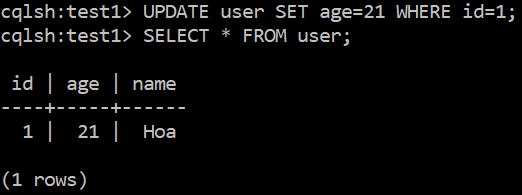 cqlsh:test1> UPDATE user SET age=21 WHERE id=1;
cqlsh:test1> SELECT * FROM user;
id | age | name
----+-----+------
1 | 21 | Hoa
(1 rows)